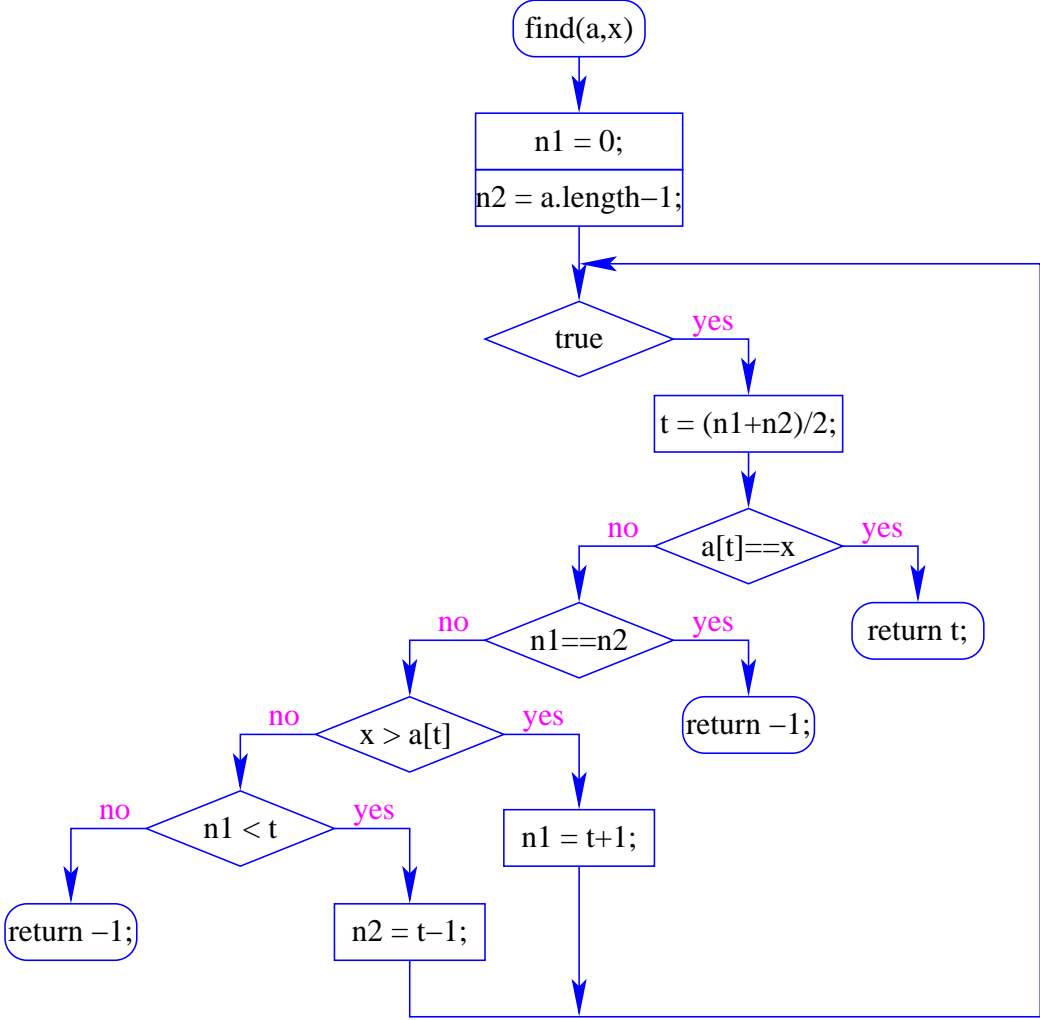 find(a,x)
n1 = 0;
n2 = a.length−1;
true
yes
t = (n1+n2)/2;
a[t]==x
no
yes
return t;
n1==n2
no
yes
return −1;
x > a[t]
no
yes
n1 = t+1;
n1 < t
no
yes
return −1;
n2 = t−1;